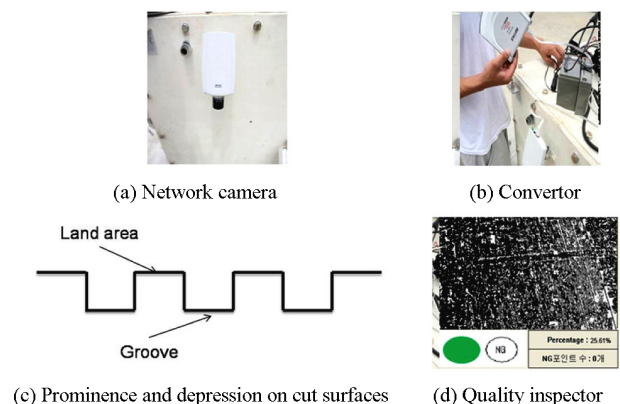 (a) Network camera
(b) Convertor
Land area
Groove
(c) Prominence and depression on cut surfaces
NG
Percentage : 25.61%
NG포인트 수 : 0개
(d) Quality inspector